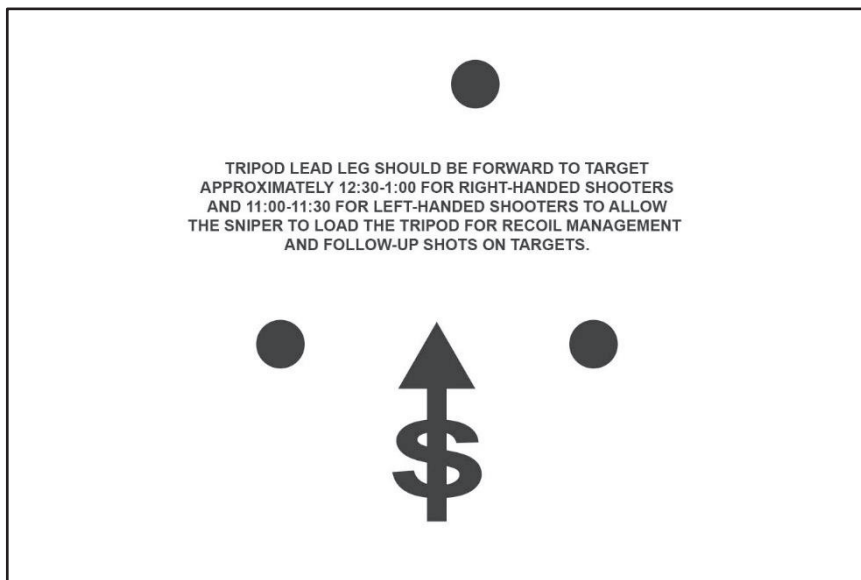 TRIPOD LEAD LEG SHOULD BE FORWARD TO TARGET
APPROXIMATELY 12:30-1:00 FOR RIGHT-HANDED SHOOTERS
AND 11:00-11:30 FOR LEFT-HANDED SHOOTERS TO ALLOW
THE SNIPER TO LOAD THE TRIPOD FOR RECOIL MANAGEMENT
AND FOLLOW-UP SHOTS ON TARGETS.
$